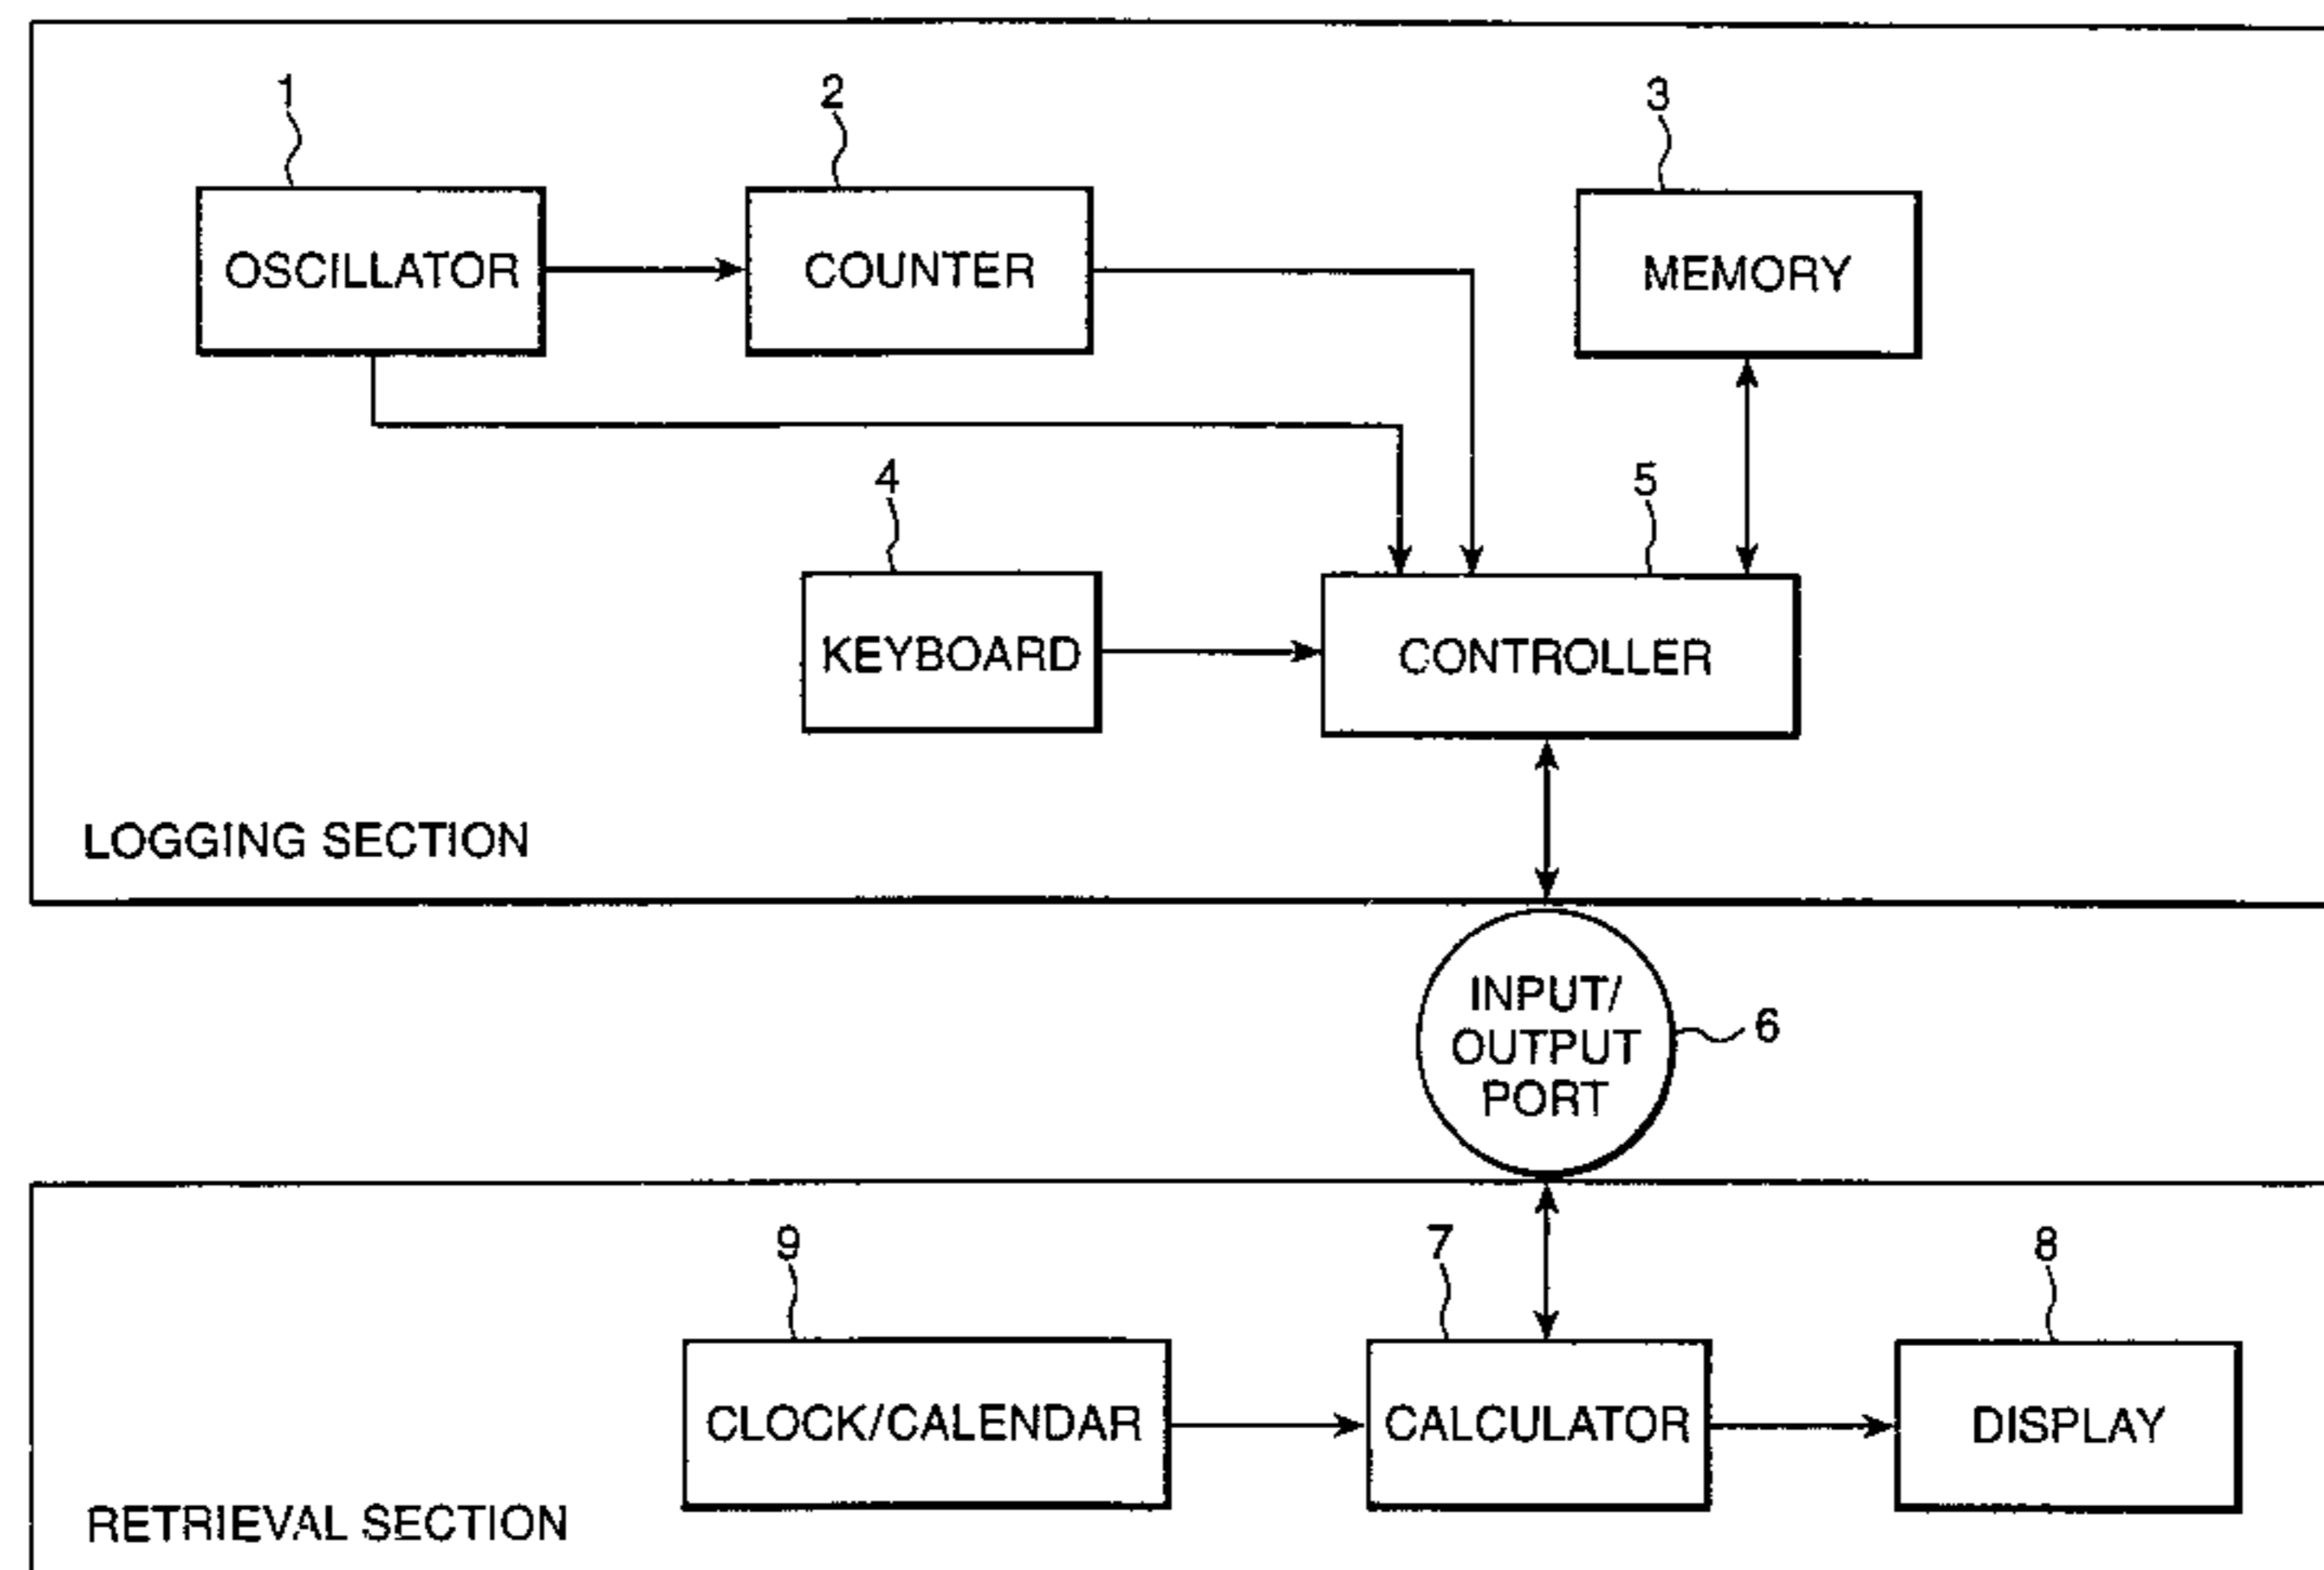 1
2
3
OSCILLATOR
COUNTER
MEMORY
4
5
KEYBOARD
CONTROLLER
LOGGING SECTION
INPUT/
OUTPUT
PORT
6
9
7
8
CLOCK/CALENDAR
CALCULATOR
DISPLAY
RETRIEVAL SECTION